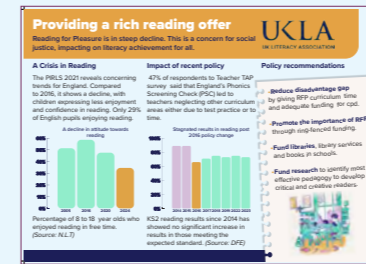 Providing a rich reading offer
Reading for Pleasure is in steep decline. This is a concern for social
justice, impacting on literacy achievement for all.
UKLA
UK LITERACY ASSOCIATION
A Crisis in Reading
The PIRLS 2021 reveals concerning
trends for England. Compared
to 2016, it shows a decline, with
children expressing less enjoyment
and confidence in reading. Only 29%
of English pupils enjoying reading.
A decline in attitude towards
reading
Percentage of 8 to 18 year olds who
enjoyed reading in free time.
(Source: N.L.T)
Impact of recent policy
47% of respondents to Teacher TAP
survey said that England's Phonics
Screening Check (PSC) led to
teachers neglecting other curriculum
areas either due to test practice or to
time.
Stagnated results in reading post
2016 policy change
KS2 reading results since 2014 has
showed no significant increase in
results in those meeting the
expected standard. (Source: DFE)
Policy recommendations
-Reduce disadvantage gap
by giving RFP curriculum time
and adequate funding for cpd.
-Promote the importance of RFP
through ring-fenced funding.
-Fund libraries, library services
and books in schools.
-Fund research to identify most
effective pedagogy to develop
critical and creative readers.